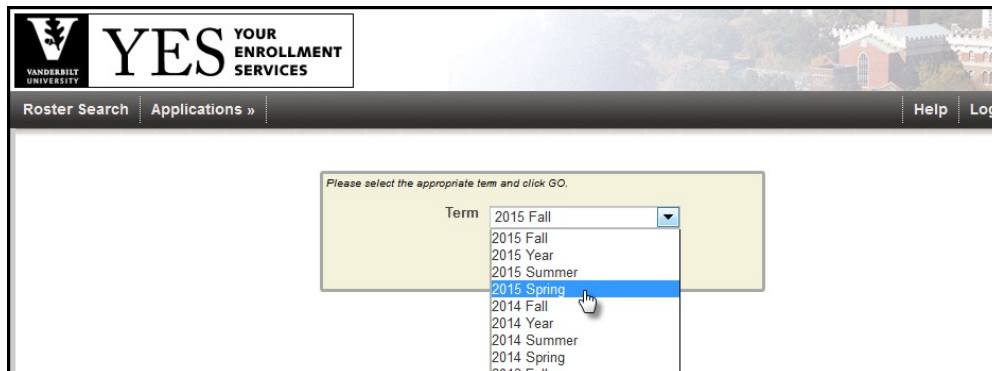 VANDERBILT
UNIVERSITY
YES YOUR
ENROLLMENT
SERVICES
Roster Search Applications » Help
Please select the appropriate term and click GO.
Term 2015 Fall
2015 Fall
2015 Year
2015 Summer
2015 Spring
2014 Fall
2014 Year
2014 Summer
2014 Spring